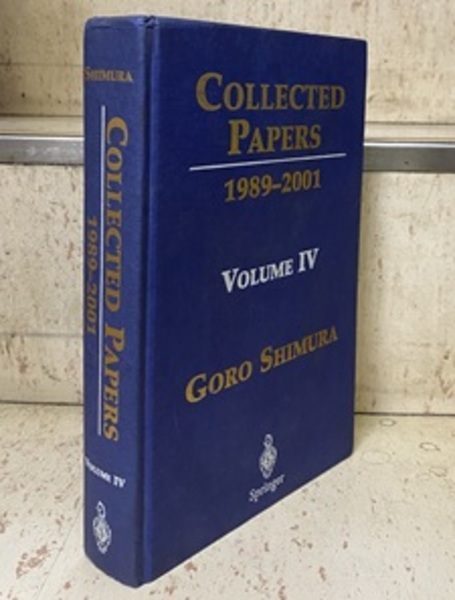 SHIMURA
COLLECTED PAPERS
1989–2001
VOLUME IV
COLLECTED
PAPERS
1989–2001
VOLUME IV
GORO SHIMURA
Springer